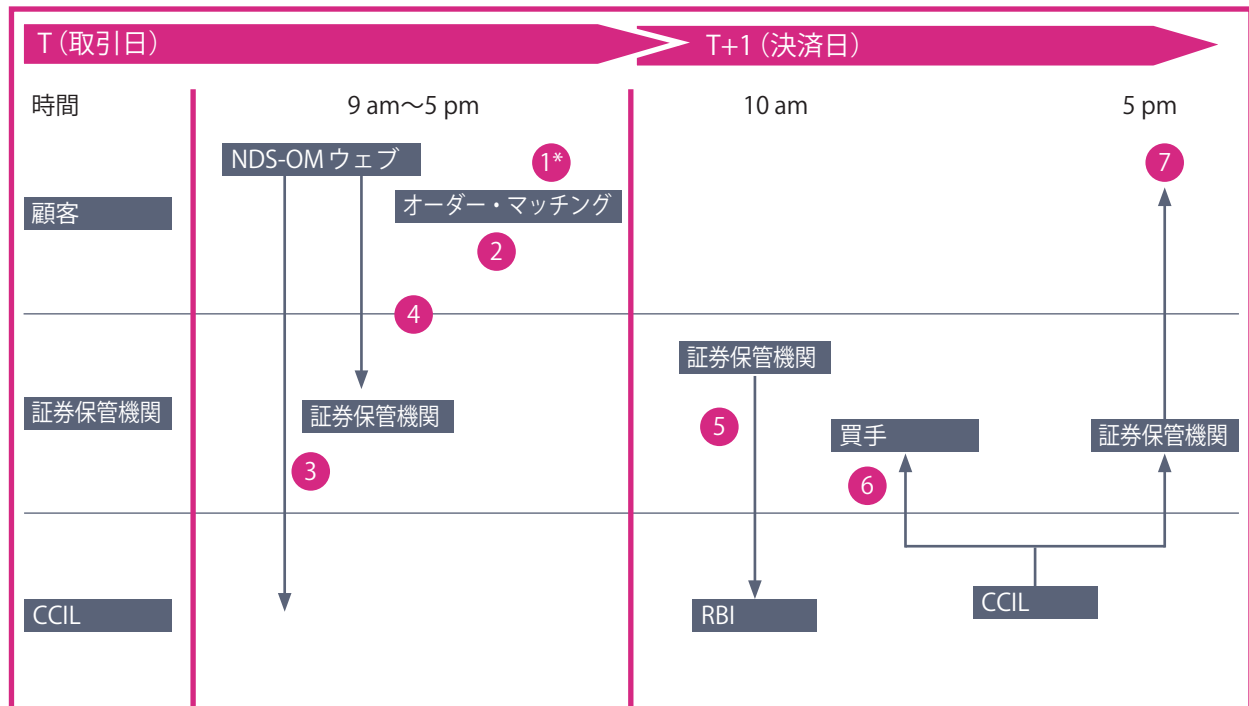 T（取引日）
T+1（決済日）
時間
9 am〜5 pm
10 am
5 pm
NDS-OM ウェブ
1*
7
顧客
オーダー・マッチング
2
4
証券保管機関
証券保管機関
証券保管機関
5
買手
証券保管機関
3
6
CCIL
RBI
CCIL